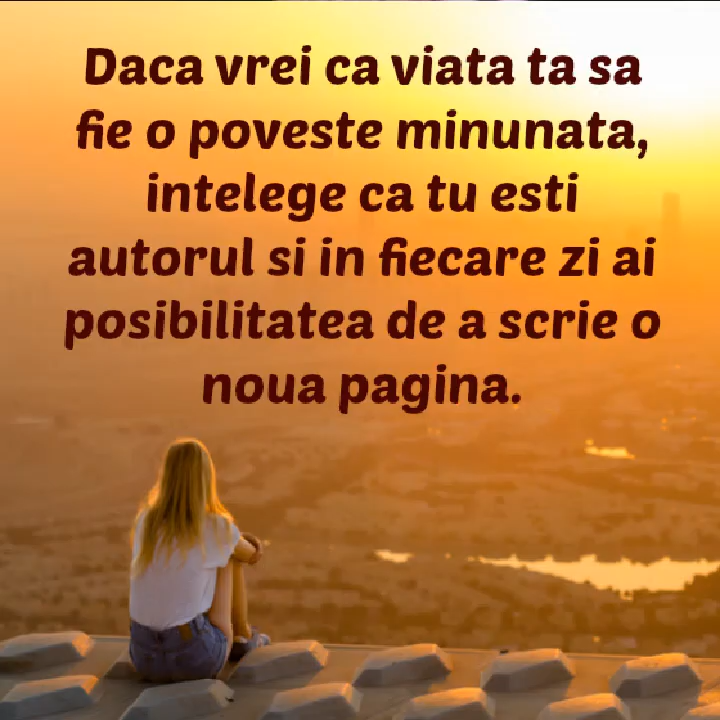 Daca vrei ca viata ta sa
fie o poveste minunata,
intelege ca tu esti
autorul si in fiecare zi ai
posibilitatea de a scrie o
noua pagina.